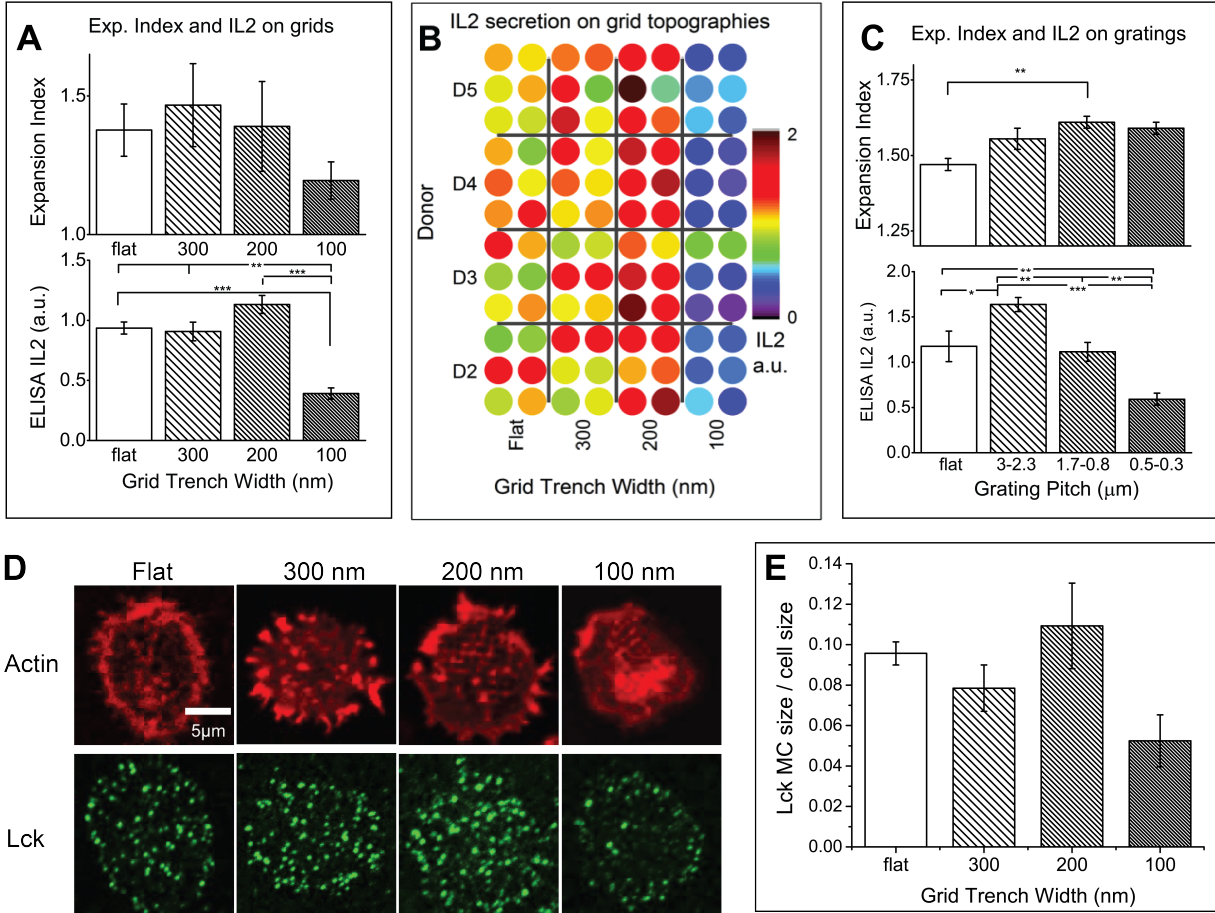 A
Exp. Index and IL2 on grids
Expansion Index
1.5
1.0
flat 300 200 100
ELISA IL2 (a.u.)
1.5
1.0
0.5
0.0
**
***
***
flat 300 200 100
Grid Trench Width (nm)
B
IL2 secretion on grid topographies
Donor
D5
D4
D3
D2
2
0
IL2
a.u.
Flat 300 200 100
Grid Trench Width (nm)
C
Exp. Index and IL2 on gratings
Expansion Index
1.75
1.50
1.25
**
ELISA IL2 (a.u.)
2.0
1.5
1.0
0.5
0.0
**
** **
* ***
flat 3-2.3 1.7-0.8 0.5-0.3
Grating Pitch (μm)
D
Flat 300 nm 200 nm 100 nm
Actin
5μm
Lck
E
Lck MC size / cell size
0.14
0.12
0.10
0.08
0.06
0.04
0.02
0.00
flat 300 200 100
Grid Trench Width (nm)